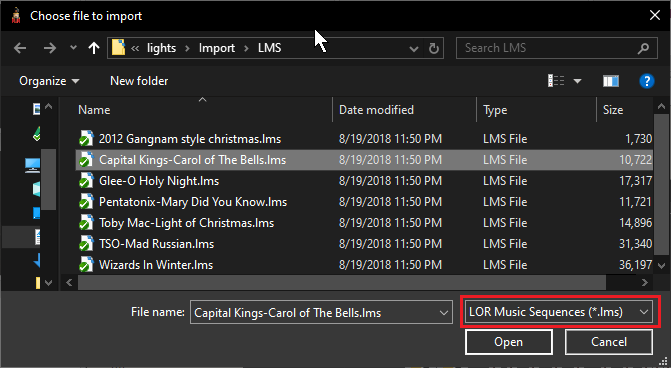 Choose file to import
« lights > Import > LMS
Search LMS
Organize New folder
Name Date modified Type Size
2012 Gangnam style christmas.lms 8/19/2018 11:50 PM LMS File 1,730
Capital Kings-Carol of The Bells.lms 8/19/2018 11:50 PM LMS File 10,722
Glee-O Holy Night.lms 8/19/2018 11:50 PM LMS File 17,317
Pentatonix-Mary Did You Know.lms 8/19/2018 11:50 PM LMS File 11,721
Toby Mac-Light of Christmas.lms 8/19/2018 11:50 PM LMS File 14,896
TSO-Mad Russian.lms 8/19/2018 11:50 PM LMS File 31,340
Wizards In Winter.lms 8/19/2018 11:50 PM LMS File 36,197
File name: Capital Kings-Carol of The Bells.lms LOR Music Sequences (*.lms)
Open Cancel